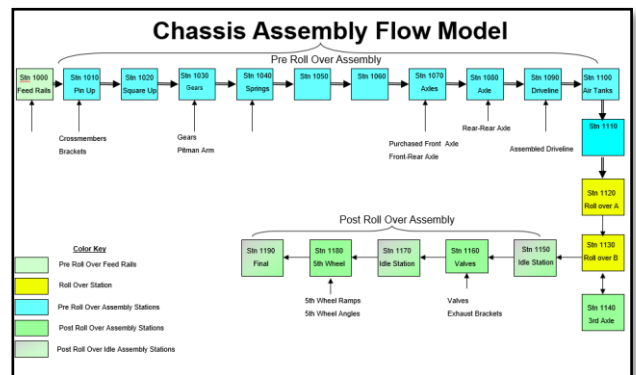 Chassis Assembly Flow Model
Pre Roll Over Assembly
Stn 1000
Feed Rails
Stn 1010
Pin Up
Stn 1020
Square Up
Stn 1030
Gears
Stn 1040
Springs
Stn 1050
Stn 1060
Stn 1070
Axles
Stn 1080
Axle
Stn 1090
Driveline
Stn 1100
Air Tanks
Crossmembers
Brackets
Gears
Pitman Arm
Purchased Front Axle
Front-Rear Axle
Rear-Rear Axle
Assembled Driveline
Stn 1110
Stn 1120
Roll over A
Stn 1130
Roll over B
Stn 1140
3rd Axle
Post Roll Over Assembly
Stn 1190
Final
Stn 1180
5th Wheel
Stn 1170
Idle Station
Stn 1160
Valves
Stn 1150
Idle Station
5th Wheel Ramps
5th Wheel Angles
Valves
Exhaust Brackets
Color Key
Pre Roll Over Feed Rails
Roll Over Station
Pre Roll Over Assembly Stations
Post Roll Over Assembly Stations
Post Roll Over Idle Assembly Stations